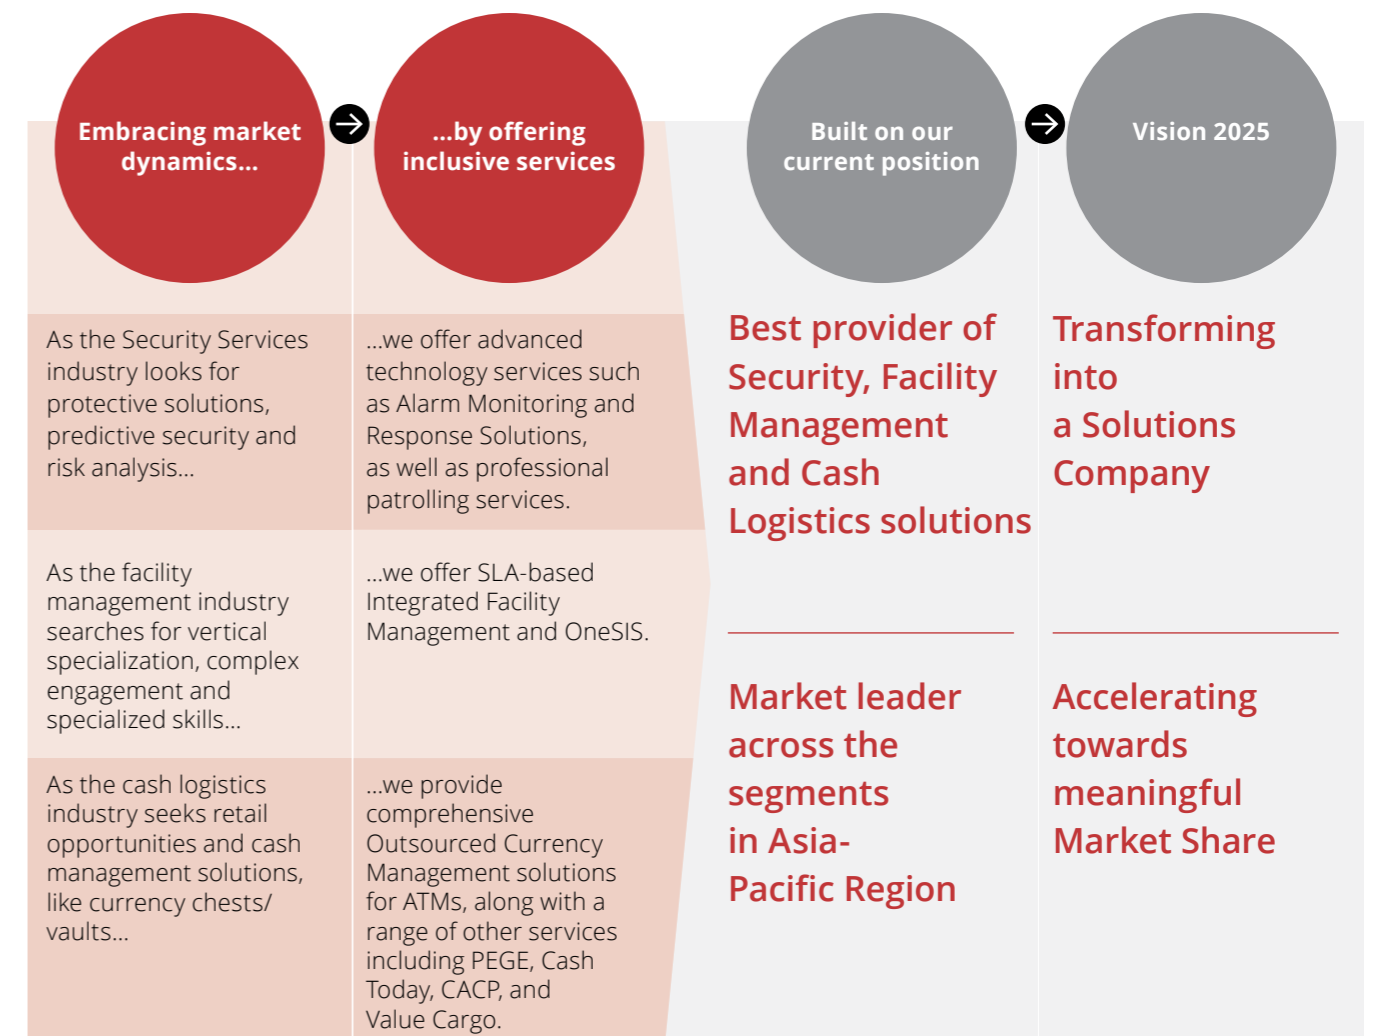 Embracing market
dynamics...
...by offering
inclusive services
Built on our
current position
Vision 2025
As the Security Services
industry looks for
protective solutions,
predictive security and
risk analysis...
...we offer advanced
technology services such
as Alarm Monitoring and
Response Solutions,
as well as professional
patrolling services.
As the facility
management industry
searches for vertical
specialization, complex
engagement and
specialized skills...
...we offer SLA-based
Integrated Facility
Management and OneSIS.
As the cash logistics
industry seeks retail
opportunities and cash
management solutions,
like currency chests/
vaults...
...we provide
comprehensive
Outsourced Currency
Management solutions
for ATMs, along with a
range of other services
including PEGE, Cash
Today, CACP, and
Value Cargo.
Best provider of
Security, Facility
Management
and Cash
Logistics solutions
Market leader
across the
segments
in Asia-
Pacific Region
Transforming
into
a Solutions
Company
Accelerating
towards
meaningful
Market Share